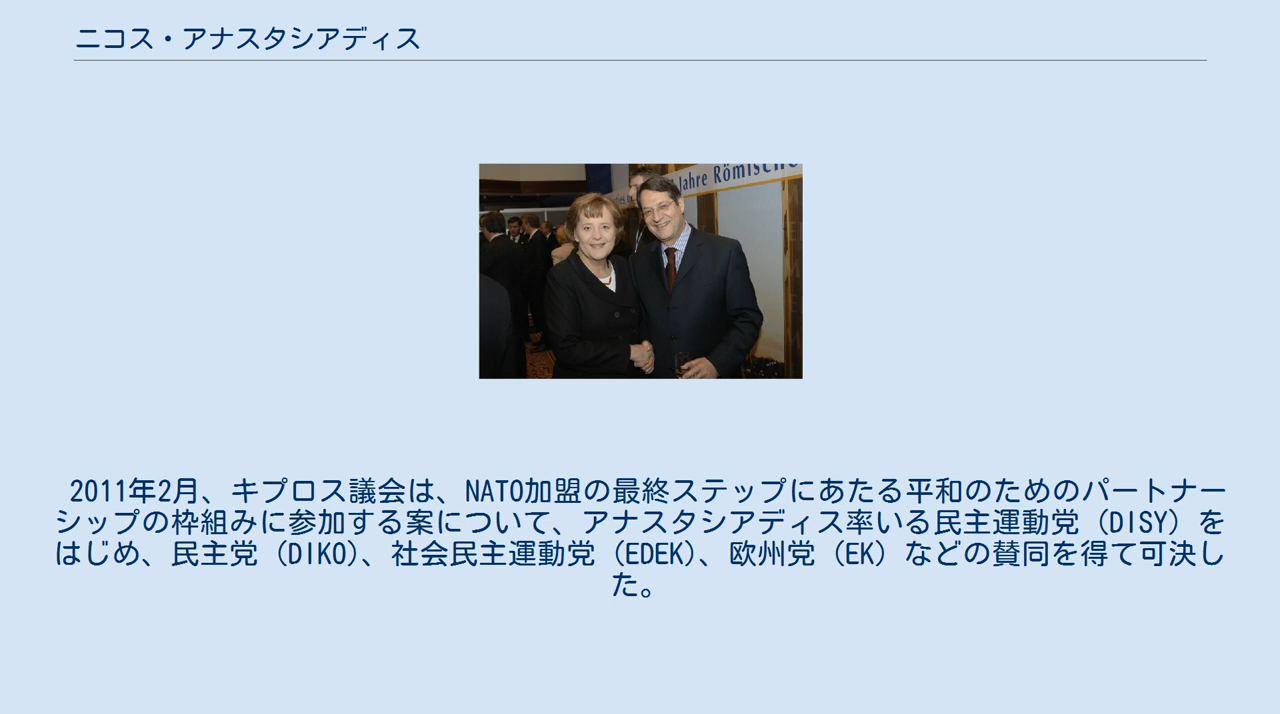 ニコス・アナスタシアディス
Jahre Römische
2011年2月、キプロス議会は、NATO加盟の最終ステップにあたる平和のためのパートナー
シップの枠組みに参加する案について、アナスタシアディス率いる民主運動党（DISY）を
はじめ、民主党（DIKO）、社会民主運動党（EDEK）、欧州党（EK）などの賛同を得て可決し
た。